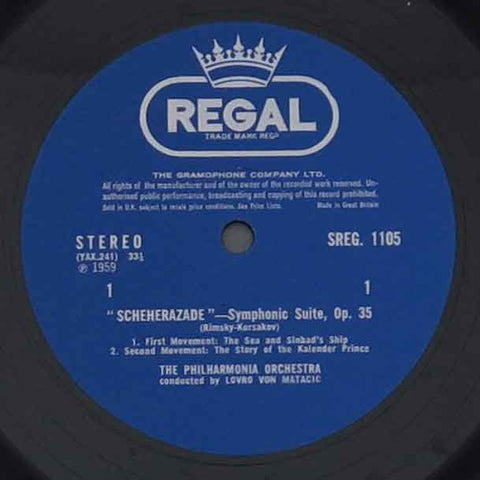 REGAL
TRADE MARK REGD
THE GRAMOPHONE COMPANY LTD.
All rights of the manufacturer and of the owner of the recorded work reserved. Un-
authorised public performance, broadcasting and copying of this record prohibited.
Sold in U.K. subject to resale price conditions. See Price Lists. Made in Great Britain
STEREO SREG. 1105
(YAX.241) 33⅓
℗ 1959
1 1
"SCHEHERAZADE"—Symphonic Suite, Op. 35
(Rimsky-Korsakov)
1. First Movement: The Sea and Sinbad's Ship
2. Second Movement: The Story of the Kalender Prince
THE PHILHARMONIA ORCHESTRA
conducted by LOVRO VON MATACIC